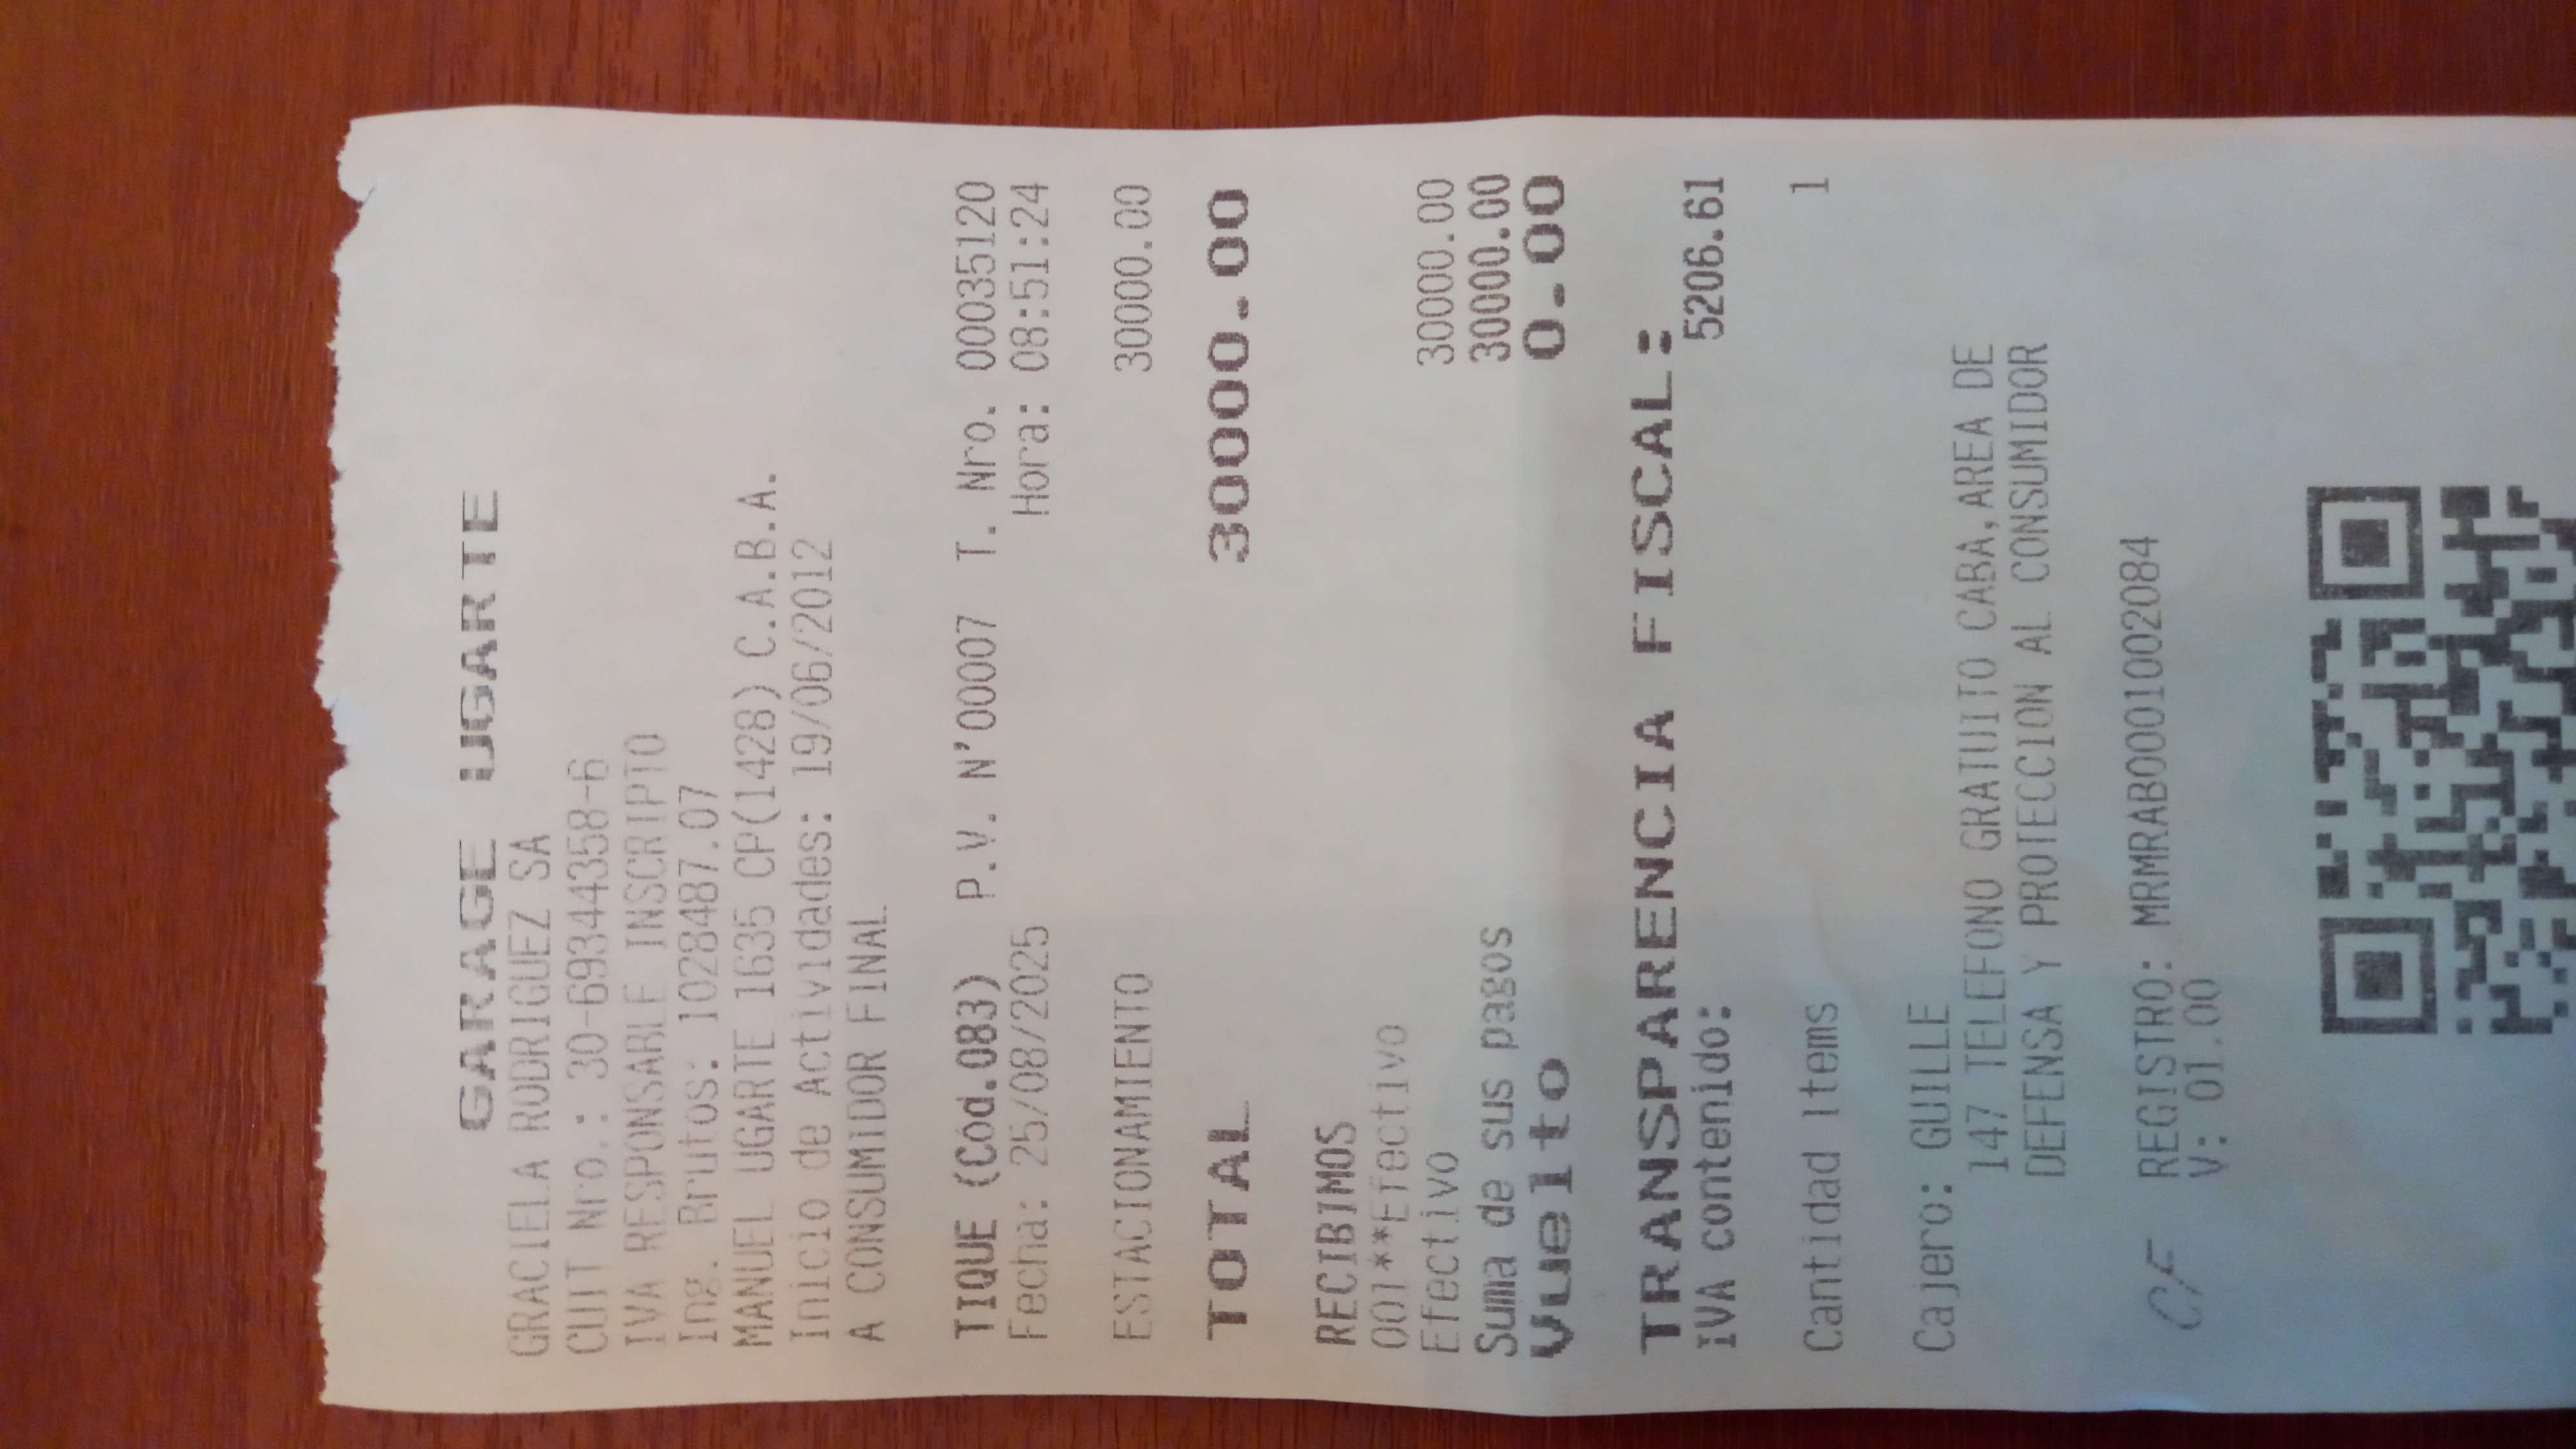 GARAGE UGARTE
GRACIELA RODRIGUEZ SA
CUIT Nro.: 30-69344358-6
IVA RESPONSABLE INSCRIPTO
Ing. Brutos: 1028487.07
MANUEL UGARTE 1635 CP(1428) C.A.B.A.
Inicio de Actividades: 19/06/2012
A CONSUMIDOR FINAL
TIQUE (Cod.083) P.V. N'00007 T. Nro. 00035120
Fecha: 25/08/2025 Hora: 08:51:24
ESTACIONAMIENTO 30000.00
TOTAL 30000.00
RECIBIMOS
001**Efectivo
Efectivo 30000.00
Suma de sus pagos 30000.00
Vuelto 0.00
TRANSPARENCIA FISCAL:
IVA contenido: 5206.61
Cantidad Items 1
Cajero: GUILLE
147 TELEFONO GRATUITO CABA,AREA DE
DEFENSA Y PROTECCION AL CONSUMIDOR
CF REGISTRO: MRMRAB0001002084
V: 01.00